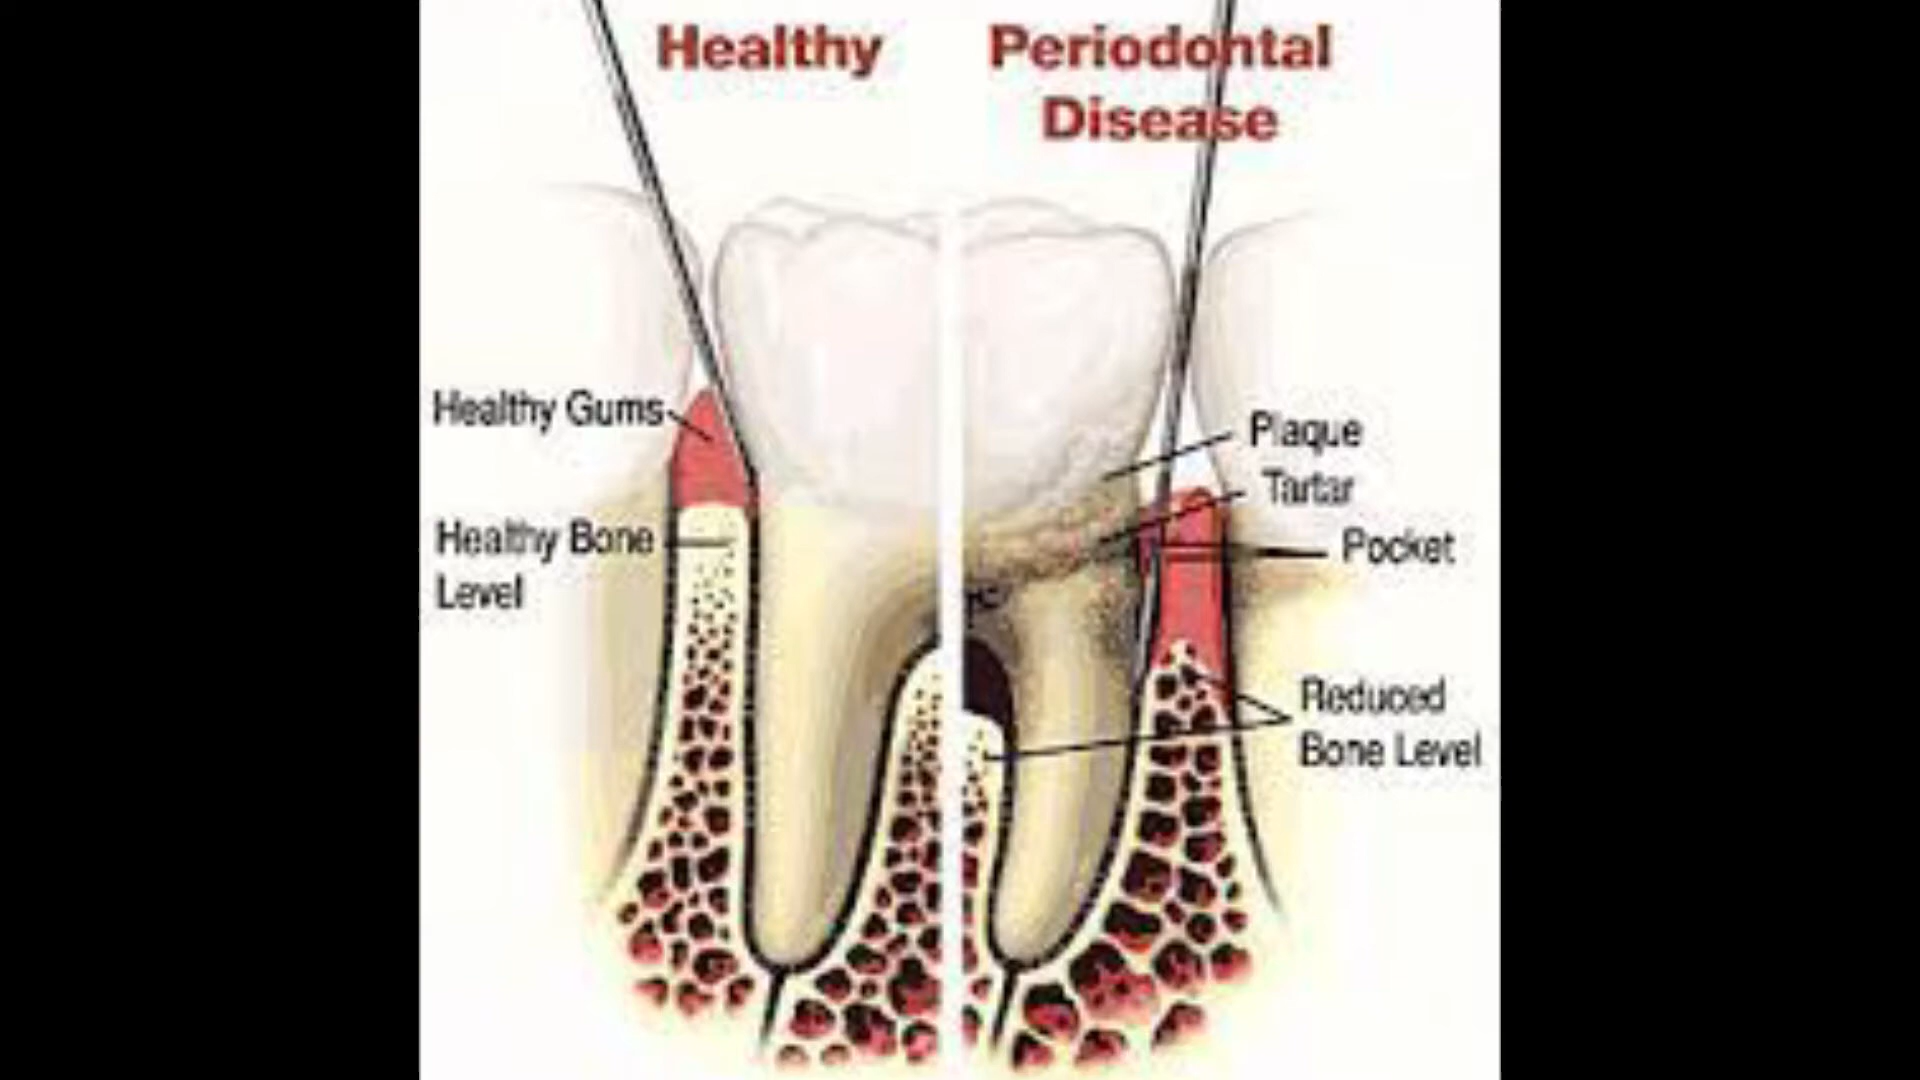 Healthy
Periodontal
Disease
Healthy Gums
Healthy Bone
Level
Plaque
Tartar
Pocket
Reduced
Bone Level